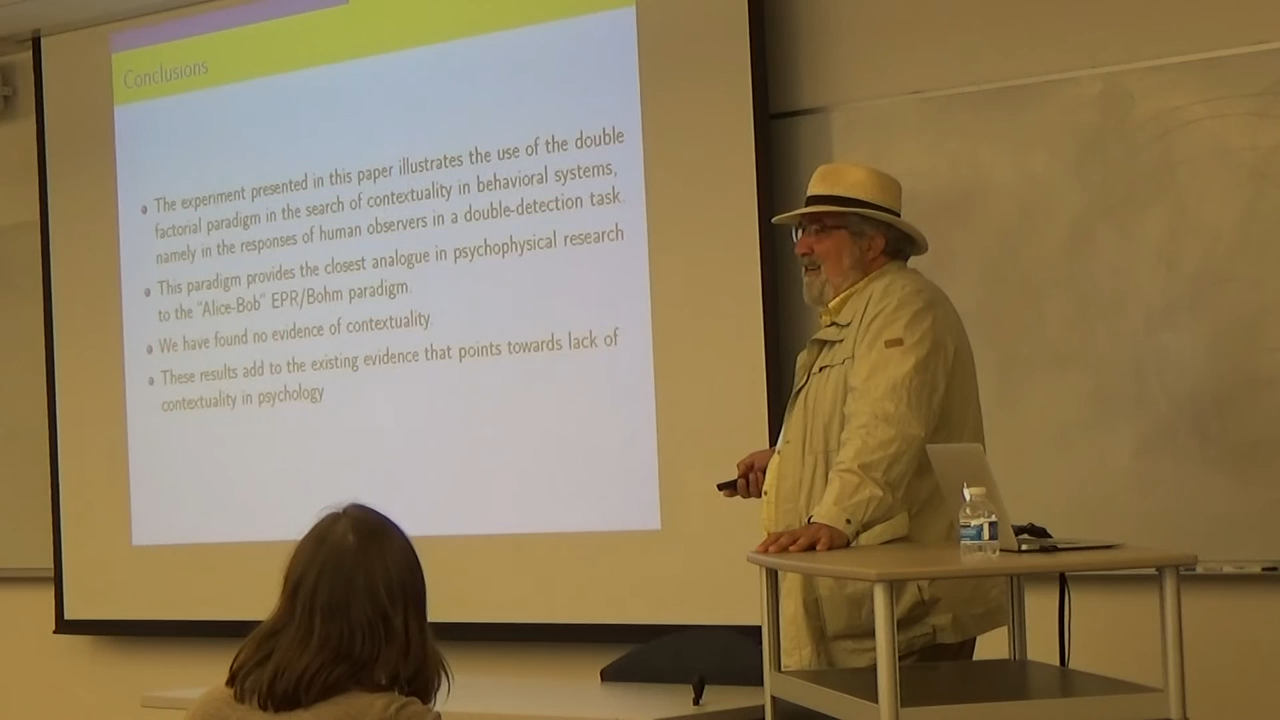 Conclusions
The experiment presented in this paper illustrates the use of the double
factorial paradigm in the search of contextuality in behavioral systems,
namely in the responses of human observers in a double-detection task.
This paradigm provides the closest analogue in psychophysical research
to the "Alice-Bob" EPR/Bohm paradigm.
We have found no evidence of contextuality.
These results add to the existing evidence that points towards lack of
contextuality in psychology